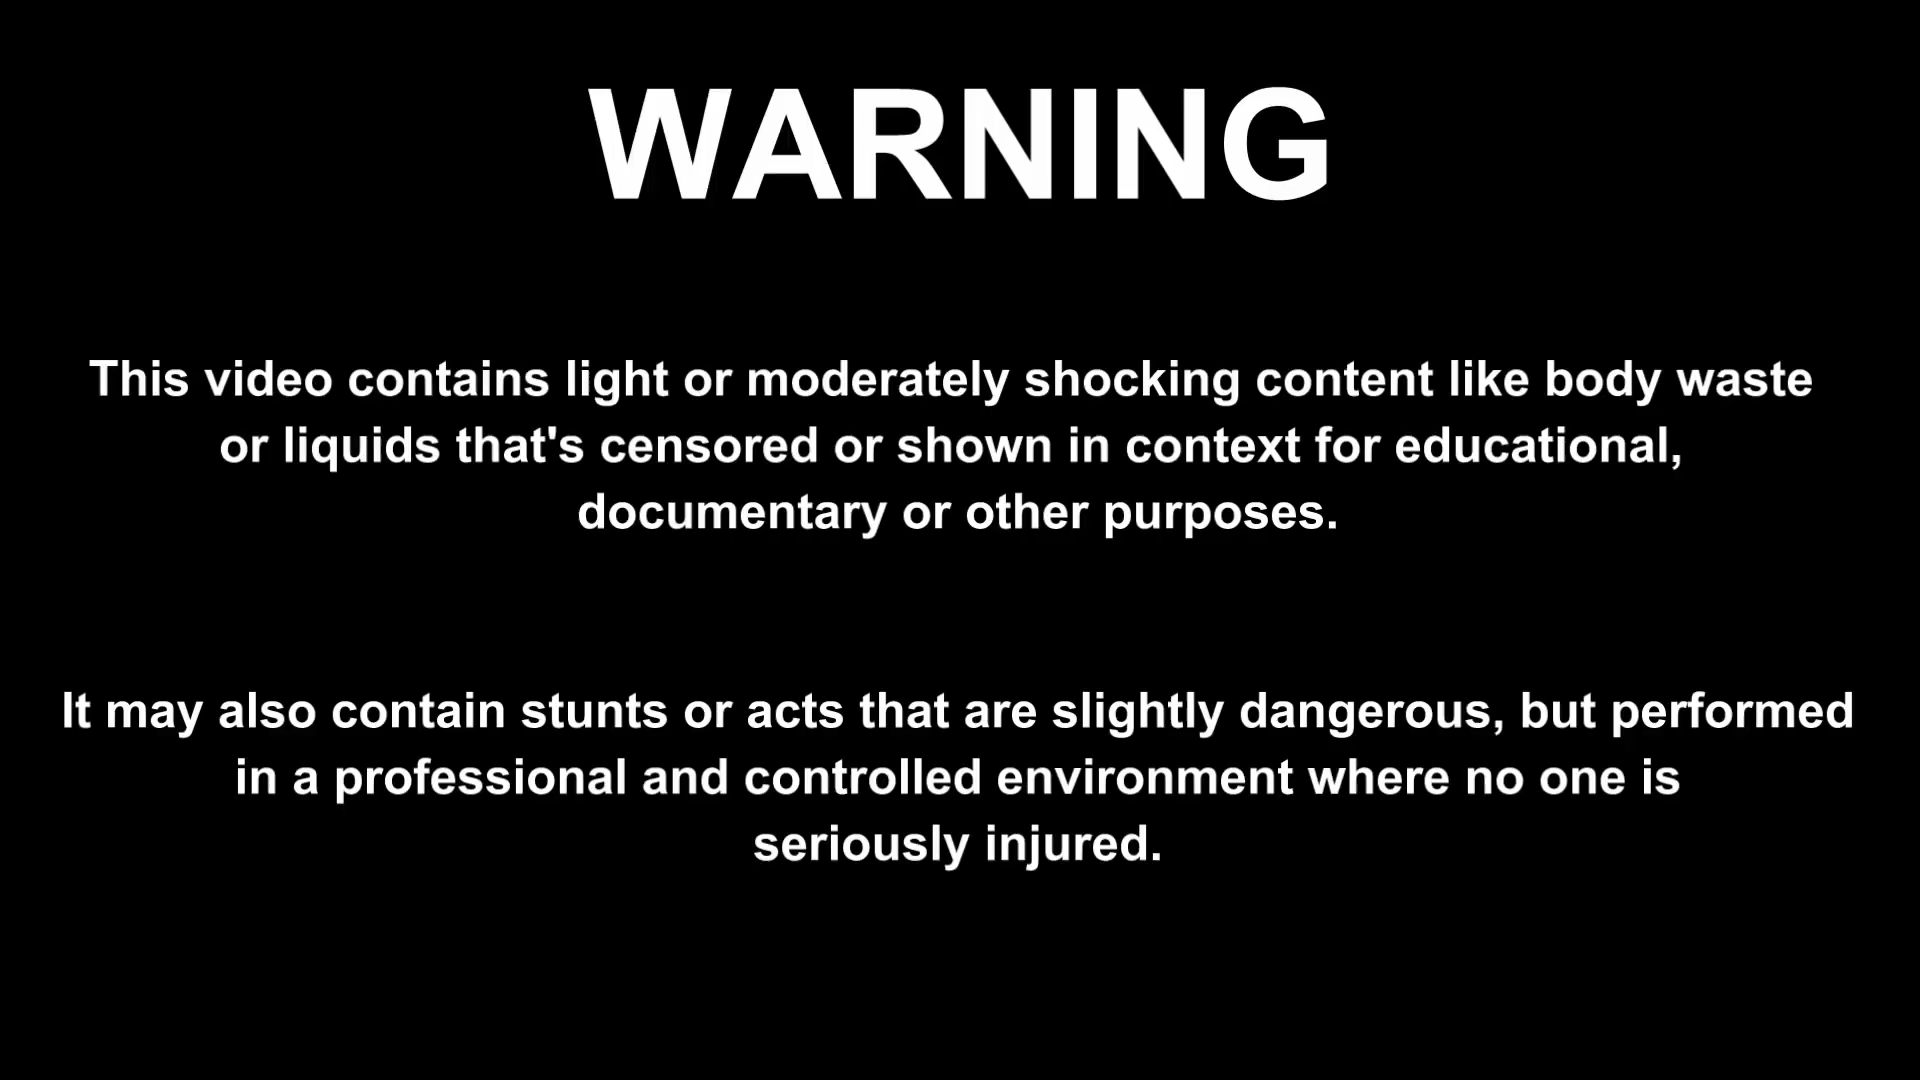 WARNING
This video contains light or moderately shocking content like body waste
or liquids that's censored or shown in context for educational,
documentary or other purposes.
It may also contain stunts or acts that are slightly dangerous, but performed
in a professional and controlled environment where no one is
seriously injured.